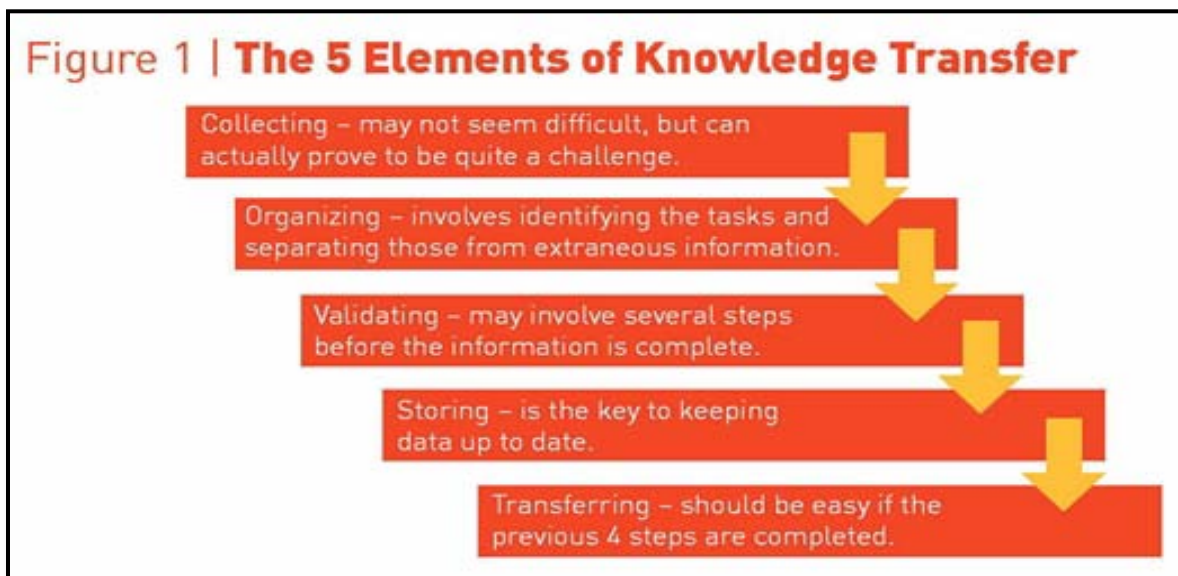 Figure 1 | The 5 Elements of Knowledge Transfer
Collecting – may not seem difficult, but can
actually prove to be quite a challenge.
Organizing – involves identifying the tasks and
separating those from extraneous information.
Validating – may involve several steps
before the information is complete.
Storing – is the key to keeping
data up to date.
Transferring – should be easy if the
previous 4 steps are completed.